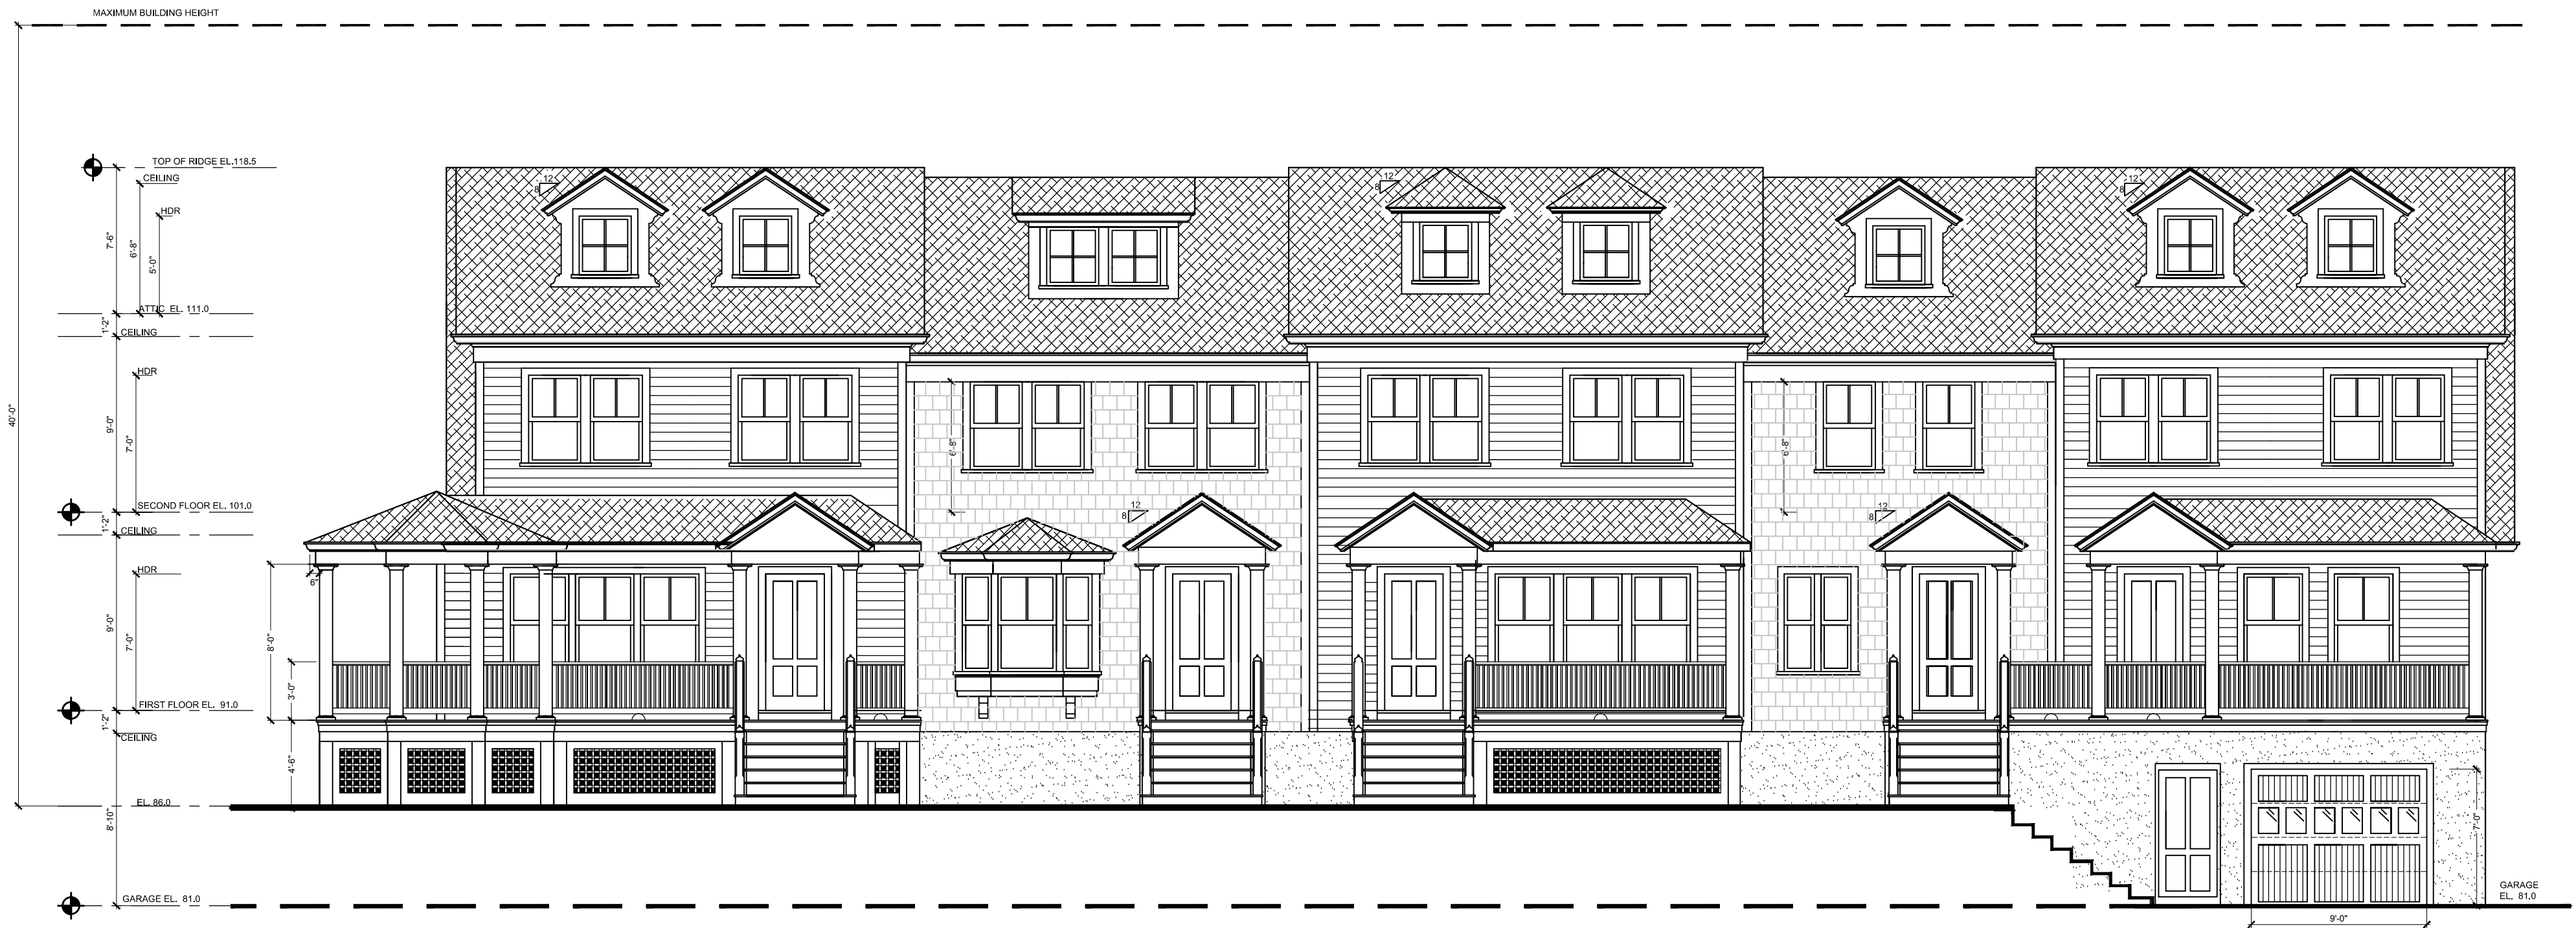 MAXIMUM BUILDING HEIGHT
40'-0"
TOP OF RIDGE EL.118.5
CEILING
HDR
7'-6"
6'-8"
5'-0"
ATTIC EL. 111.0
1'-2"
CEILING
HDR
9'-0"
7'-0"
SECOND FLOOR EL. 101.0
1'-2"
CEILING
HDR
9'-0"
7'-0"
8'-0"
3'-0"
FIRST FLOOR EL. 91.0
1'-2"
CEILING
4'-6"
EL. 86.0
8'-10"
GARAGE EL. 81.0
12
8
12
8
12
8
6'-8"
6'-8"
12
8
12
8
6"
7'-0"
9'-0"
GARAGE
EL. 81.0